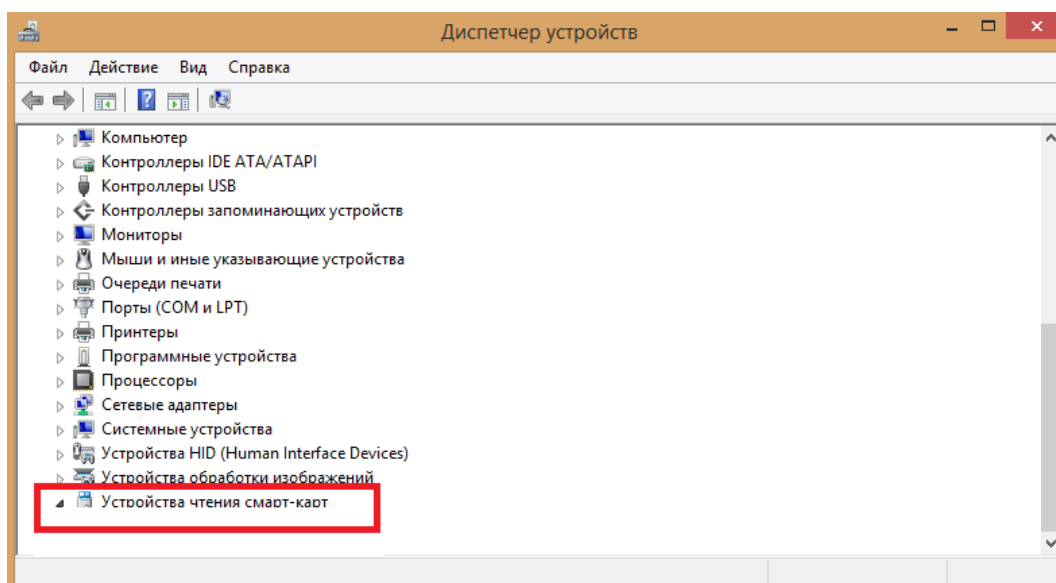 Диспетчер устройств
Файл Действие Вид Справка
Компьютер
Контроллеры IDE ATA/ATAPI
Контроллеры USB
Контроллеры запоминающих устройств
Мониторы
Мыши и иные указывающие устройства
Очереди печати
Порты (COM и LPT)
Принтеры
Программные устройства
Процессоры
Сетевые адаптеры
Системные устройства
Устройства HID (Human Interface Devices)
Устройства обработки изображений
Устройства чтения смарт-карт